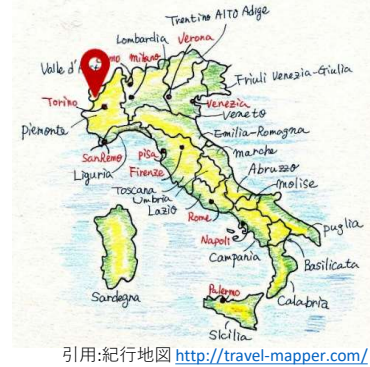 Trentino Alto Adige
Lombardia Verona
milano
Friuli Venezia-Giulia
Torino
Venezia
Veneto
Piemonte
Emilia-Romagna
SanRemo Pisa marche
Liguria Firenze Abruzzo
Toscana molise
Umbria
Lazio
Rome puglia
Napoli
Campania Basilicata
Palermo
Sardegna Calabria
Sicilia
引用:紀行地図 http://travel-mapper.com/